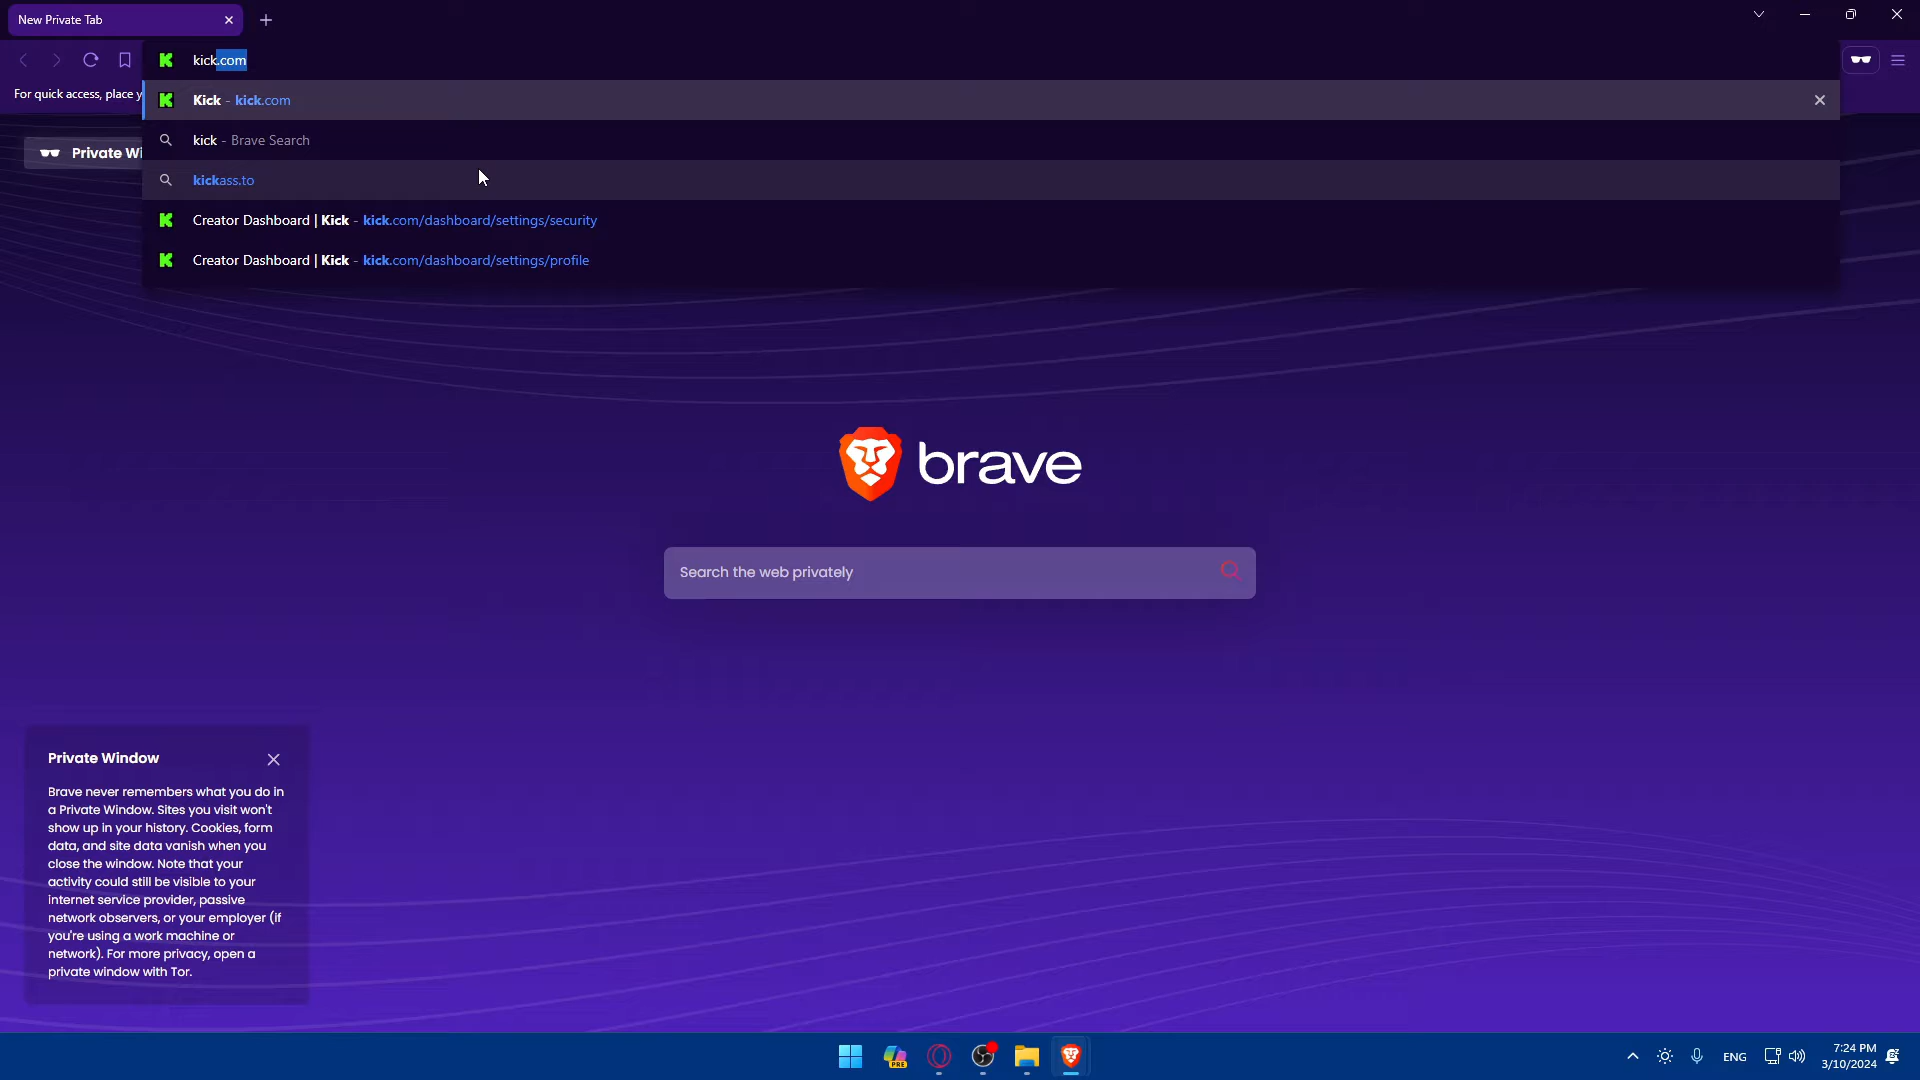 New Private Tab
kick.com
For quick access, place y
Kick - kick.com
kick - Brave Search
Private Wi
kickass.to
Creator Dashboard | Kick - kick.com/dashboard/settings/security
Creator Dashboard | Kick - kick.com/dashboard/settings/profile
brave
Search the web privately
Private Window
Brave never remembers what you do in
a Private Window. Sites you visit won't
show up in your history. Cookies, form
data, and site data vanish when you
close the window. Note that your
activity could still be visible to your
internet service provider, passive
network observers, or your employer (if
you're using a work machine or
network). For more privacy, open a
private window with Tor.
PRE
ENG
7:24 PM
3/10/2024